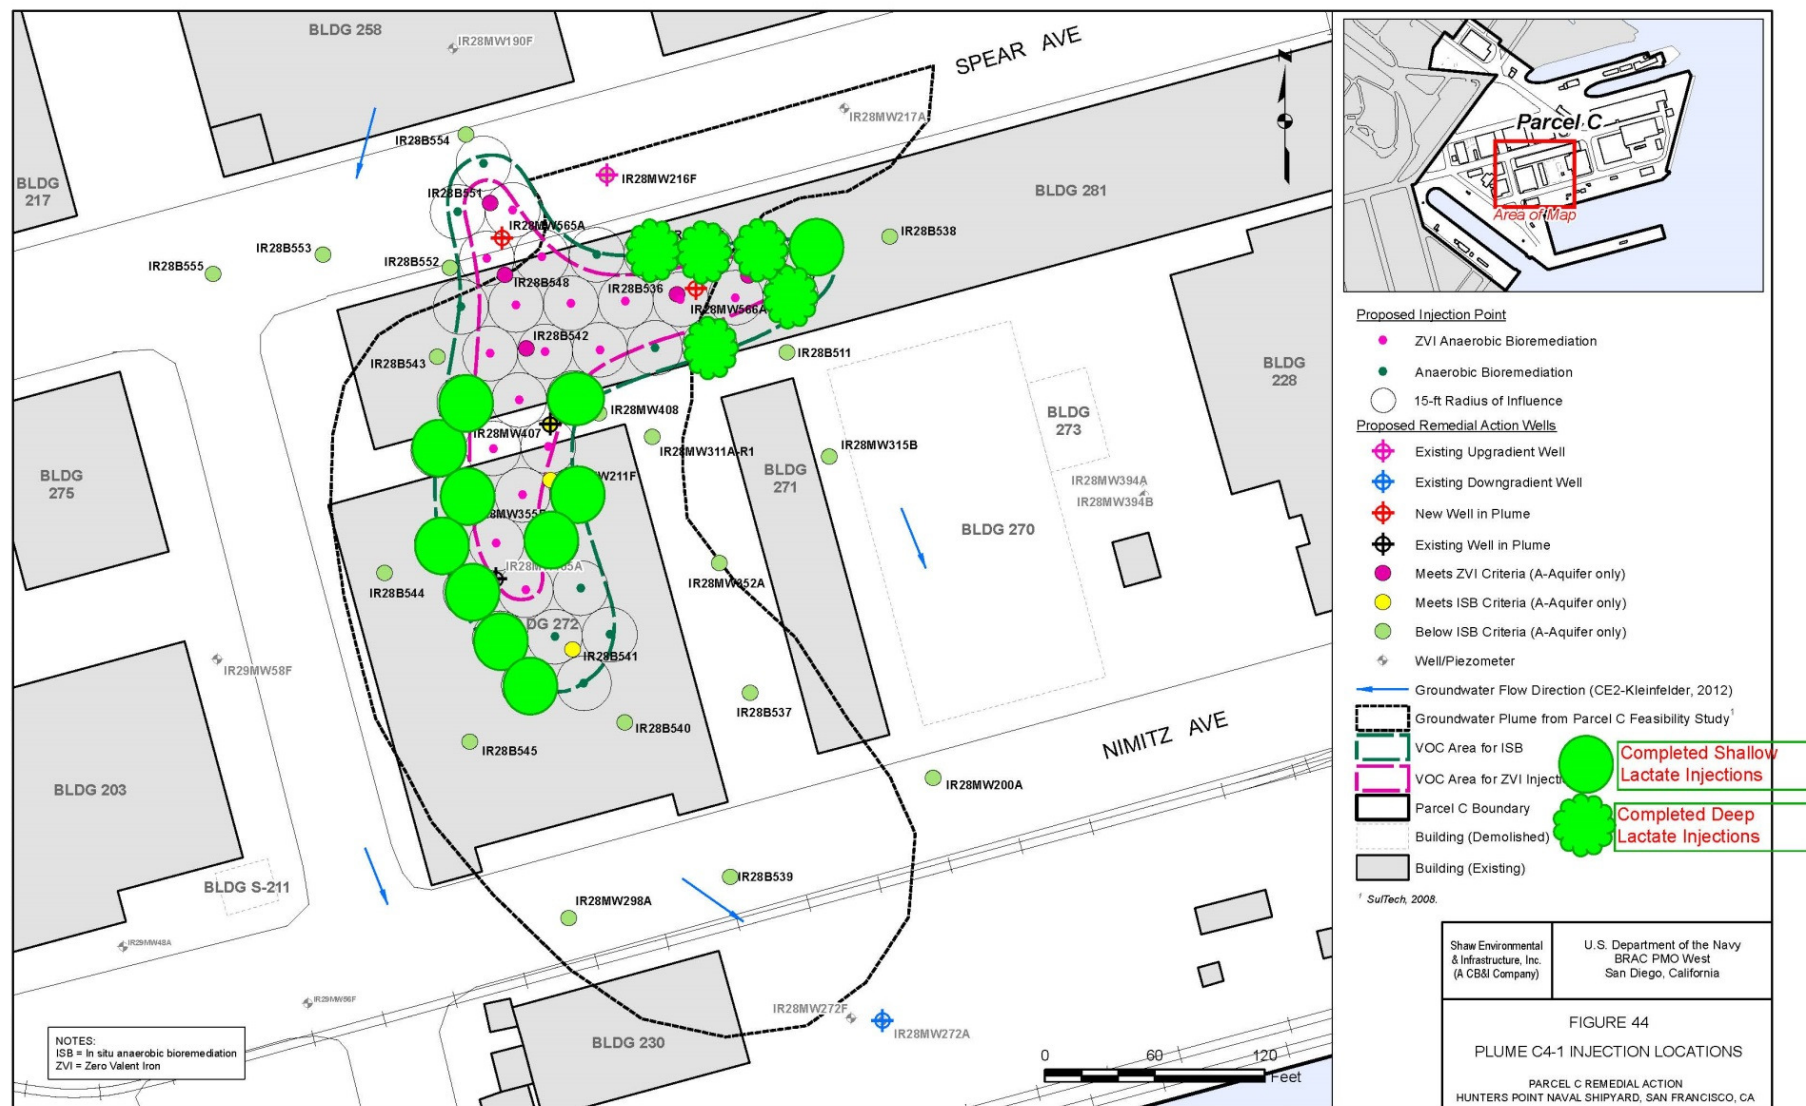 BLDG 258
IR28MW190F
SPEAR AVE
IR28MW217A
IR28B554
BLDG
217
IR28B551
IR28MW216F
BLDG 281
IR28MW565A
IR28B553
IR28B552
IR28B538
IR28B555
IR28B548
IR28B536
IR28MW566A
IR28B542
IR28B543
IR28B511
BLDG
228
IR28MW408
BLDG
273
IR28MW407
IR28MW311A-R1
IR28MW315B
BLDG
275
BLDG
271
W211F
IR28MW394A
IR28MW394B
8MW355
BLDG 270
IR28MW352A
IR28B544
DG 272
IR28B541
IR29MW58F
IR28B537
IR28B540
IR28B545
NIMITZ AVE
IR28MW200A
BLDG 203
BLDG S-211
IR28B539
IR28MW298A
IR29MW48A
IR29MW56F
IR28MW272F
IR28MW272A
BLDG 230
NOTES:
ISB = In situ anaerobic bioremediation
ZVI = Zero Valent Iron
0 60 120
Feet
N
Parcel C
Area of Map
Proposed Injection Point
ZVI Anaerobic Bioremediation
Anaerobic Bioremediation
15-ft Radius of Influence
Proposed Remedial Action Wells
Existing Upgradient Well
Existing Downgradient Well
New Well in Plume
Existing Well in Plume
Meets ZVI Criteria (A-Aquifer only)
Meets ISB Criteria (A-Aquifer only)
Below ISB Criteria (A-Aquifer only)
Well/Piezometer
Groundwater Flow Direction (CE2-Kleinfelder, 2012)
Groundwater Plume from Parcel C Feasibility Study1
VOC Area for ISB
VOC Area for ZVI Inject
Parcel C Boundary
Building (Demolished)
Building (Existing)
Completed Shallow
Lactate Injections
Completed Deep
Lactate Injections
1 SulTech, 2008.
Shaw Environmental
& Infrastructure, Inc.
(A CB&I Company)
U.S. Department of the Navy
BRAC PMO West
San Diego, California
FIGURE 44
PLUME C4-1 INJECTION LOCATIONS
PARCEL C REMEDIAL ACTION
HUNTERS POINT NAVAL SHIPYARD, SAN FRANCISCO, CA